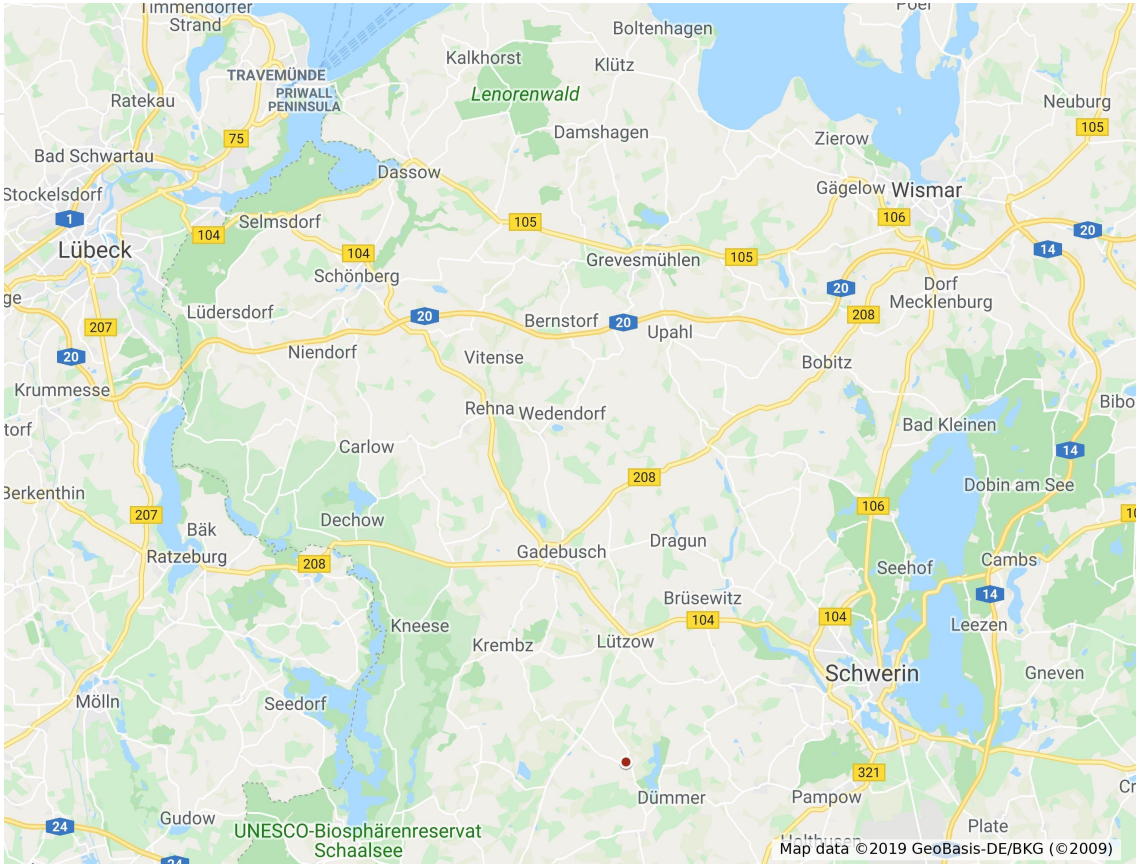 Timmendorfer
Strand
Poel
Boltenhagen
Kalkhorst
Klütz
TRAVEMÜNDE
PRIWALL
PENINSULA
Lenorenwald
Ratekau
Neuburg
105
75
Damshagen
Zierow
Bad Schwartau
Dassow
Stockelsdorf
Gägelow
Wismar
1
Selmsdorf
105
106
104
20
Lübeck
104
105
14
Grevesmühlen
Schönberg
20
Dorf
Mecklenburg
ge
Lüdersdorf
20
Bernstorf
20
208
207
Upahl
Niendorf
Vitense
20
Bobitz
Krummesse
Rehna
Wedendorf
Bibo
torf
Bad Kleinen
Carlow
14
208
Dobin am See
Berkenthin
106
10
207
Dechow
Bäk
Dragun
Ratzeburg
208
Gadebusch
Seehof
Cambs
14
Brüsewitz
104
104
Kneese
Leezen
Krembz
Lützow
Schwerin
Gneven
Mölln
Seedorf
321
Dümmer
Pampow
Cr
Gudow
24
UNESCO-Biosphärenreservat
Schaalsee
Plate
Holthusen
24
Map data ©2019 GeoBasis-DE/BKG (©2009)